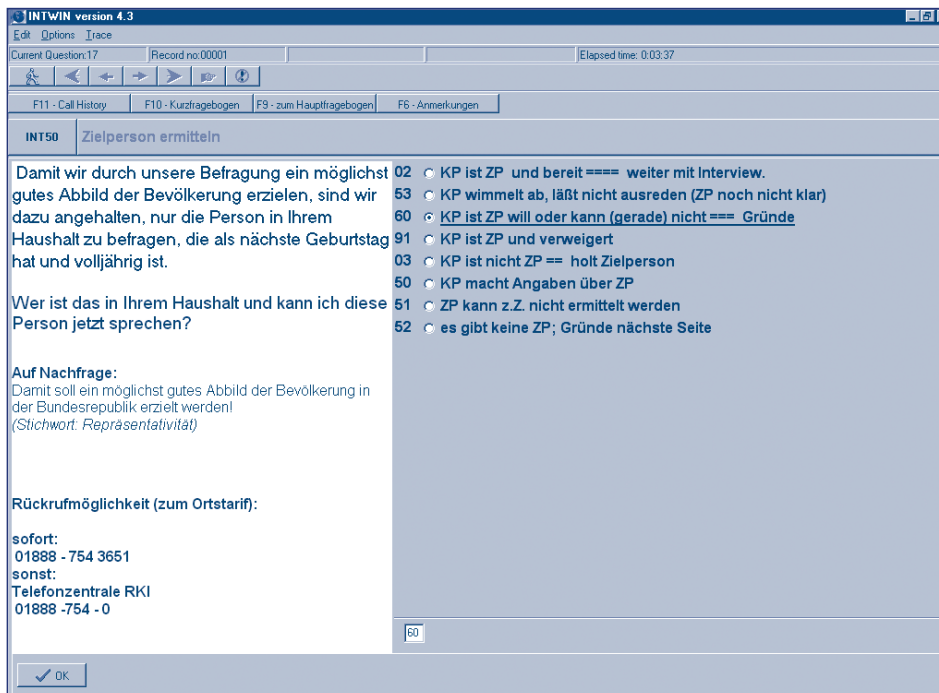 INTWIN version 4.3
Edit Options Trace
Current Question:17 Record no:00001 Elapsed time: 0:03:37
F11 - Call History F10 - Kurzfragebogen F9 - zum Hauptfragebogen F6 - Anmerkungen
INT50 Zielperson ermitteln
Damit wir durch unsere Befragung ein möglichst
gutes Abbild der Bevölkerung erzielen, sind wir
dazu angehalten, nur die Person in Ihrem
Haushalt zu befragen, die als nächste Geburtstag
hat und volljährig ist.
Wer ist das in Ihrem Haushalt und kann ich diese
Person jetzt sprechen?
Auf Nachfrage:
Damit soll ein möglichst gutes Abbild der Bevölkerung in
der Bundesrepublik erzielt werden!
(Stichwort: Repräsentativität)
Rückrufmöglichkeit (zum Ortstarif):
sofort:
01888 - 754 3651
sonst:
Telefonzentrale RKI
01888 -754 - 0
02 KP ist ZP und bereit ==== weiter mit Interview.
53 KP wimmelt ab, läßt nicht ausreden (ZP noch nicht klar)
60 KP ist ZP will oder kann (gerade) nicht === Gründe
91 KP ist ZP und verweigert
03 KP ist nicht ZP == holt Zielperson
50 KP macht Angaben über ZP
51 ZP kann z.Z. nicht ermittelt werden
52 es gibt keine ZP; Gründe nächste Seite
60
OK